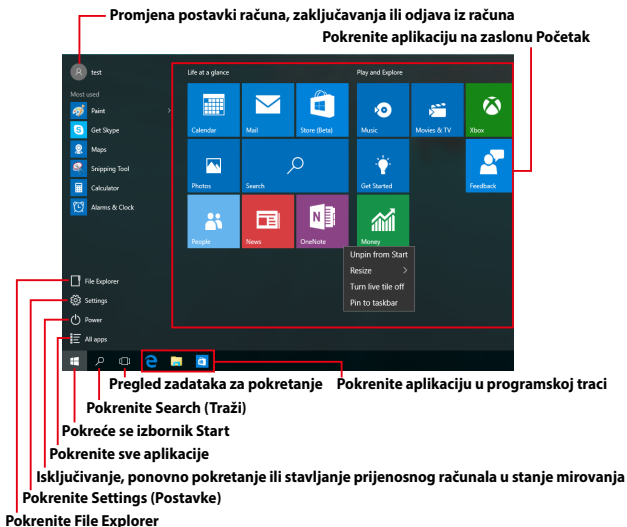 Promjena postavki računa, zaključavanja ili odjava iz računa
Pokrenite aplikaciju na zaslonu Početak
test
Most used
Paint
Get Skype
Maps
Snipping Tool
Calculator
Alarms & Clock
File Explorer
Settings
Power
All apps
Life at a glance
Play and Explore
Calendar
Mail
Store (Beta)
Music
Movies & TV
Xbox
Photos
Search
Get Started
Feedback
People
News
OneNote
Money
Unpin from Start
Resize
Turn live tile off
Pin to taskbar
Pregled zadataka za pokretanje
Pokrenite aplikaciju u programskoj traci
Pokrenite Search (Traži)
Pokreće se izbornik Start
Pokrenite sve aplikacije
Isključivanje, ponovno pokretanje ili stavljanje prijenosnog računala u stanje mirovanja
Pokrenite Settings (Postavke)
Pokrenite File Explorer